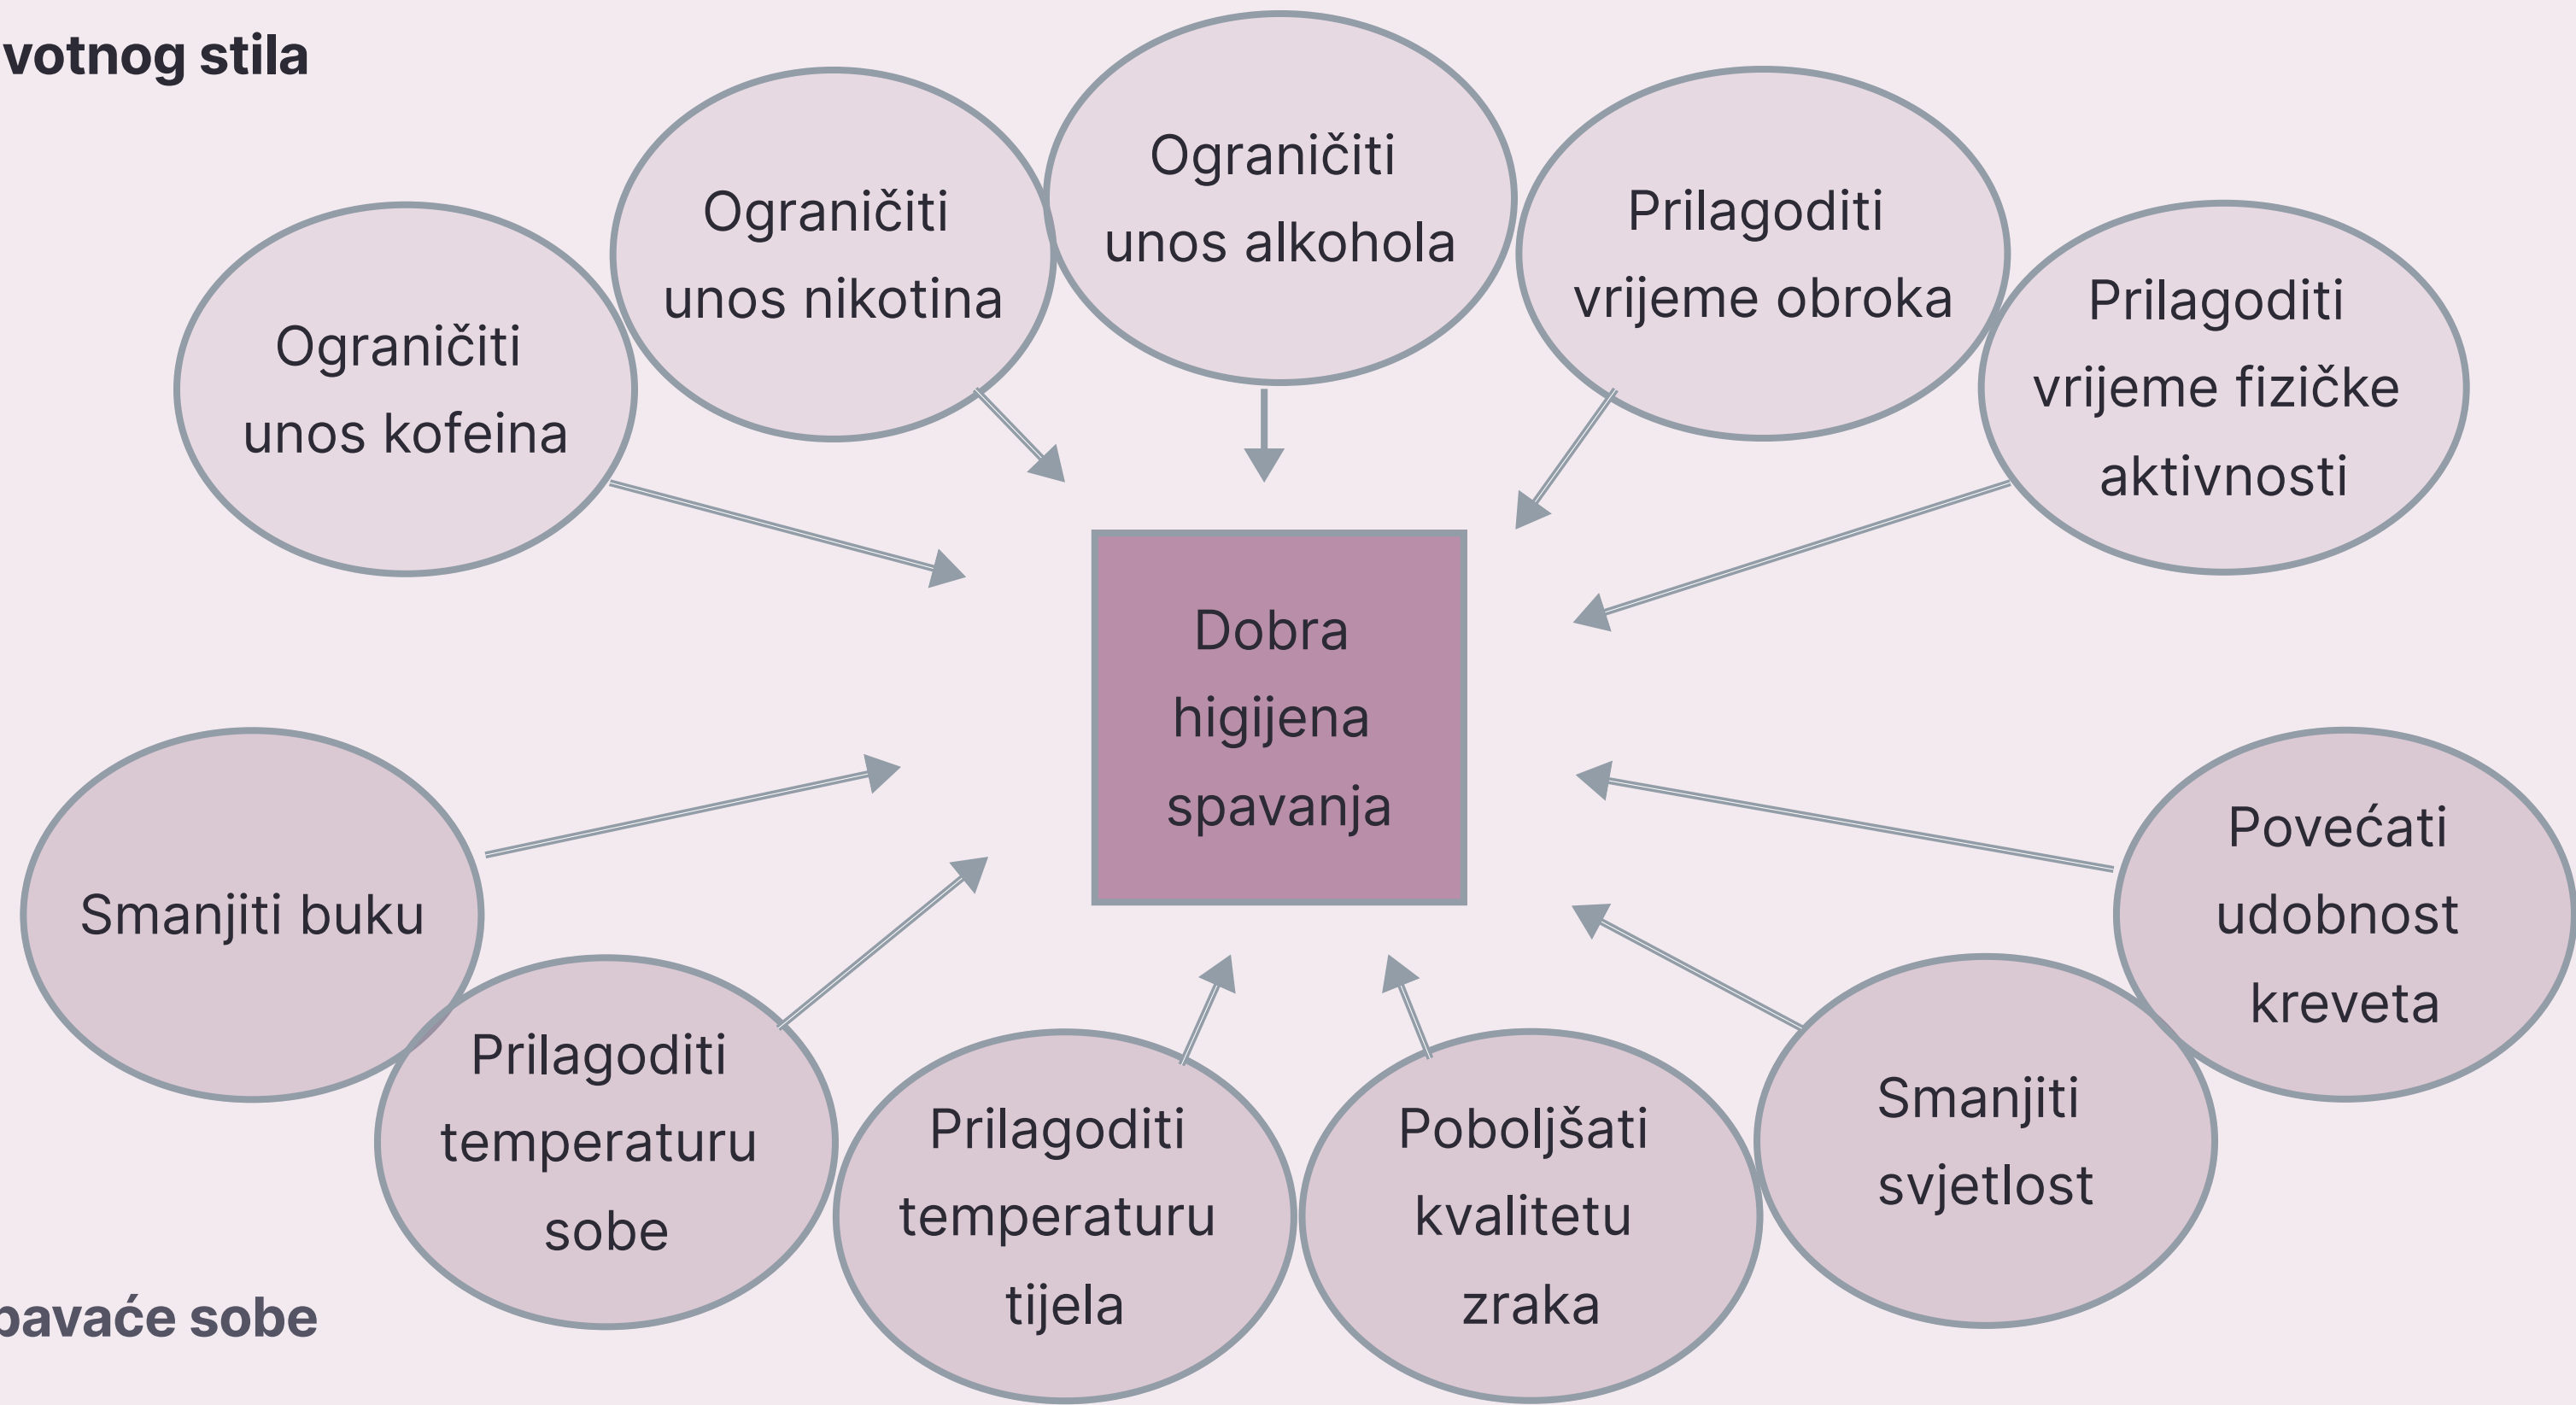 votnog stila
Ograničiti
unos kofeina
Ograničiti
unos nikotina
Ograničiti
unos alkohola
Prilagoditi
vrijeme obroka
Prilagoditi
vrijeme fizičke
aktivnosti
Dobra
higijena
spavanja
Smanjiti buku
Prilagoditi
temperaturu
sobe
Prilagoditi
temperaturu
tijela
Poboljšati
kvalitetu
zraka
Smanjiti
svjetlost
Povećati
udobnost
kreveta
pavaće sobe